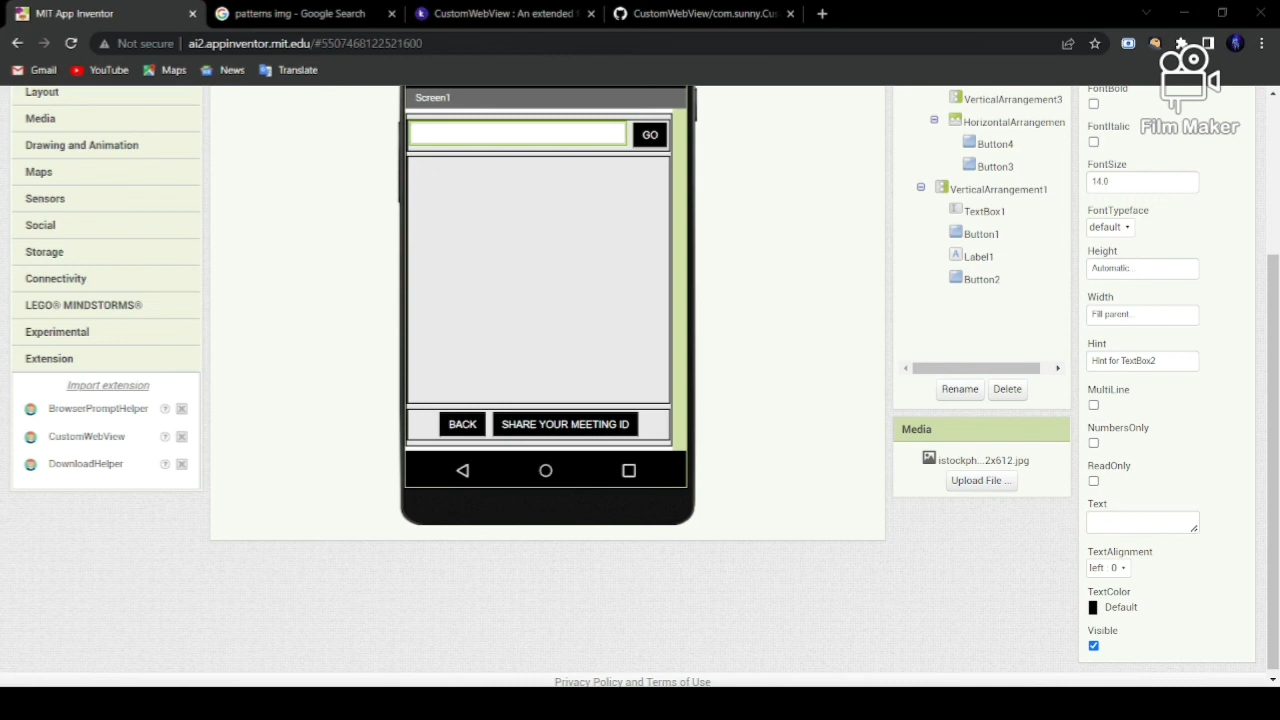 MIT App Inventor
patterns img - Google Search
CustomWebView : An extended f
CustomWebView/com.sunny.Cus
Not secure
ai2.appinventor.mit.edu/#5507468122521600
Gmail
YouTube
Maps
News
Translate
Film Maker
Layout
Media
Drawing and Animation
Maps
Sensors
Social
Storage
Connectivity
LEGO® MINDSTORMS®
Experimental
Extension
Import extension
BrowserPromptHelper
CustomWebView
DownloadHelper
Screen1
GO
BACK
SHARE YOUR MEETING ID
VerticalArrangement3
HorizontalArrangemen
Button4
Button3
VerticalArrangement1
TextBox1
Button1
Label1
Button2
Rename
Delete
Media
istockph...2x612.jpg
Upload File ...
FontBold
FontItalic
FontSize
14.0
FontTypeface
default
Height
Automatic...
Width
Fill parent...
Hint
Hint for TextBox2
MultiLine
NumbersOnly
ReadOnly
Text
TextAlignment
left : 0
TextColor
Default
Visible
Privacy Policy and Terms of Use